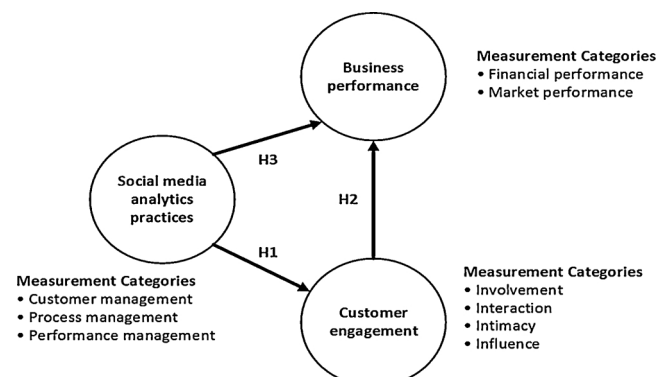 Business
performance
Measurement Categories
• Financial performance
• Market performance
H3
Social media
analytics
practices
H2
H1
Measurement Categories
• Customer management
• Process management
• Performance management
Customer
engagement
Measurement Categories
• Involvement
• Interaction
• Intimacy
• Influence